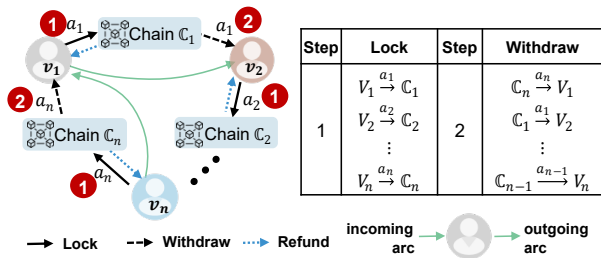 1 a₁ Chain ℂ₁ a₁ 2
v₁ v₂
2 aₙ a₂ 1
Chain ℂₙ Chain ℂ₂
1 aₙ
vₙ
Lock Withdraw Refund
Step Lock Step Withdraw
V₁ —a₁→ ℂ₁ ℂₙ —aₙ→ V₁
V₂ —a₂→ ℂ₂ ℂ₁ —a₁→ V₂
1 ⋮ 2 ⋮
Vₙ —aₙ→ ℂₙ ℂₙ₋₁ —aₙ₋₁→ Vₙ
incoming outgoing
arc arc